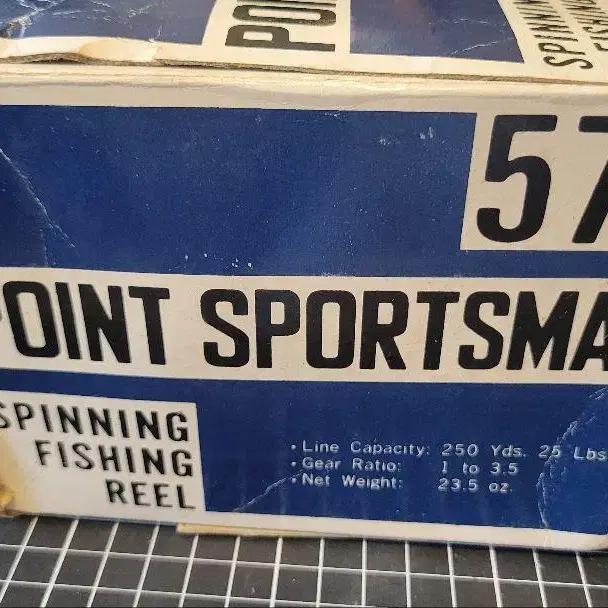 POI
SPINNING
FISHING
57
POINT SPORTSMA
SPINNING
FISHING
REEL
• Line Capacity: 250 Yds. 25 Lbs
• Gear Ratio: 1 to 3.5
• Net Weight: 23.5 oz.